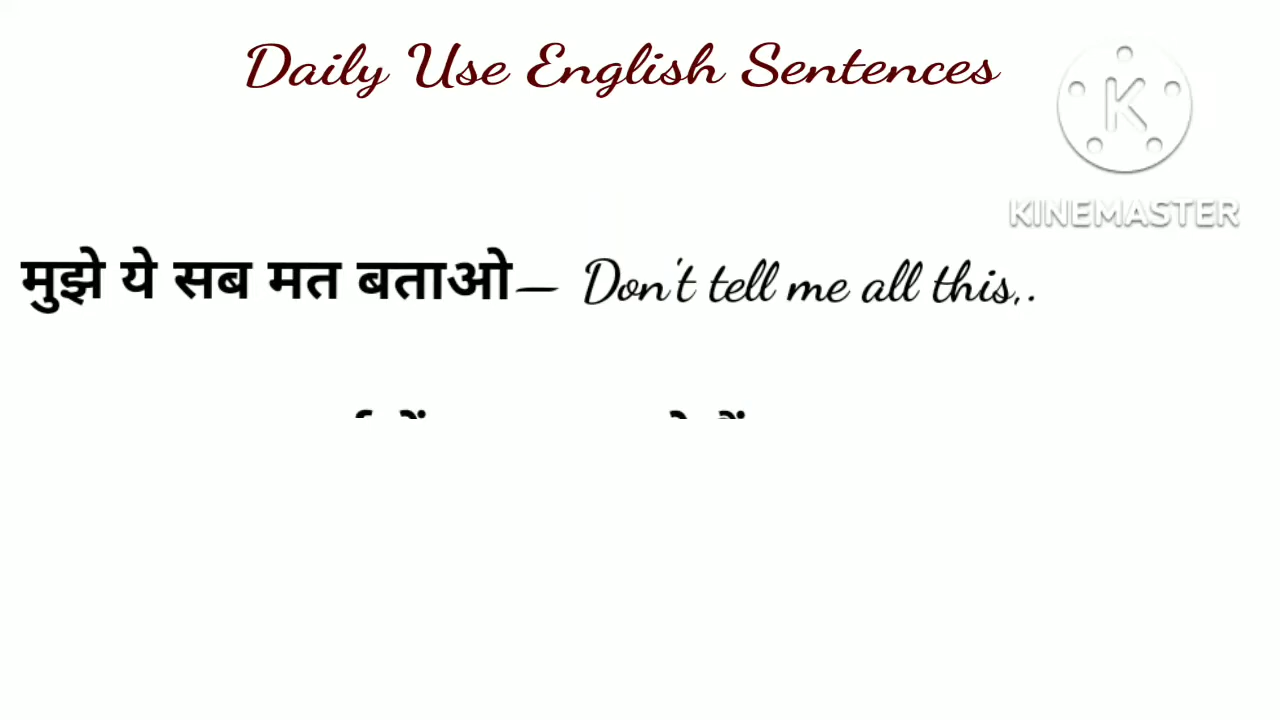 Daily Use English Sentences
K
KINEMASTER
मुझे ये सब मत बताओ— Don't tell me all this,.